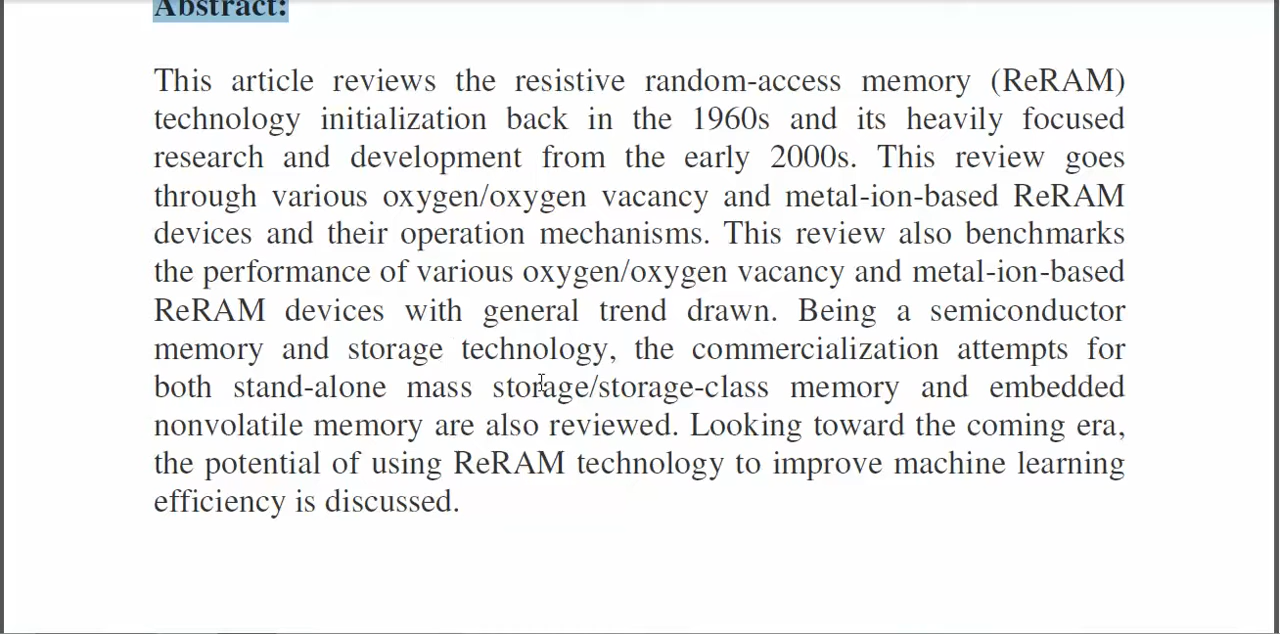 Abstract:
This article reviews the resistive random-access memory (ReRAM)
technology initialization back in the 1960s and its heavily focused
research and development from the early 2000s. This review goes
through various oxygen/oxygen vacancy and metal-ion-based ReRAM
devices and their operation mechanisms. This review also benchmarks
the performance of various oxygen/oxygen vacancy and metal-ion-based
ReRAM devices with general trend drawn. Being a semiconductor
memory and storage technology, the commercialization attempts for
both stand-alone mass storage/storage-class memory and embedded
nonvolatile memory are also reviewed. Looking toward the coming era,
the potential of using ReRAM technology to improve machine learning
efficiency is discussed.